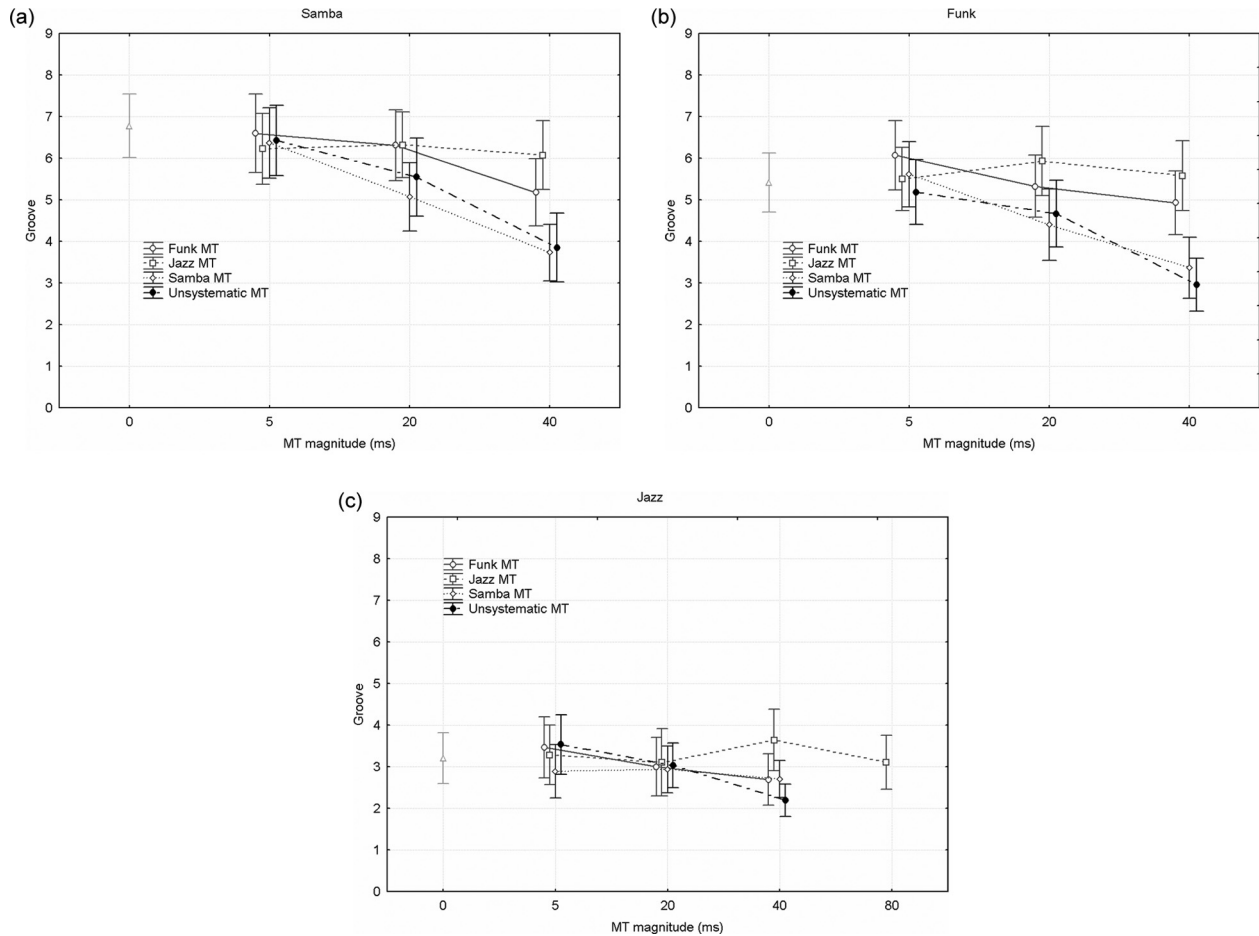 (a)
Samba
9
8
7
6
5
4
3
2
1
0
Groove
Funk MT
Jazz MT
Samba MT
Unsystematic MT
0 5 20 40
MT magnitude (ms)
(b)
Funk
9
8
7
6
5
4
3
2
1
0
Groove
Funk MT
Jazz MT
Samba MT
Unsystematic MT
0 5 20 40
MT magnitude (ms)
(c)
Jazz
9
8
7
6
5
4
3
2
1
0
Groove
Funk MT
Jazz MT
Samba MT
Unsystematic MT
0 5 20 40 80
MT magnitude (ms)